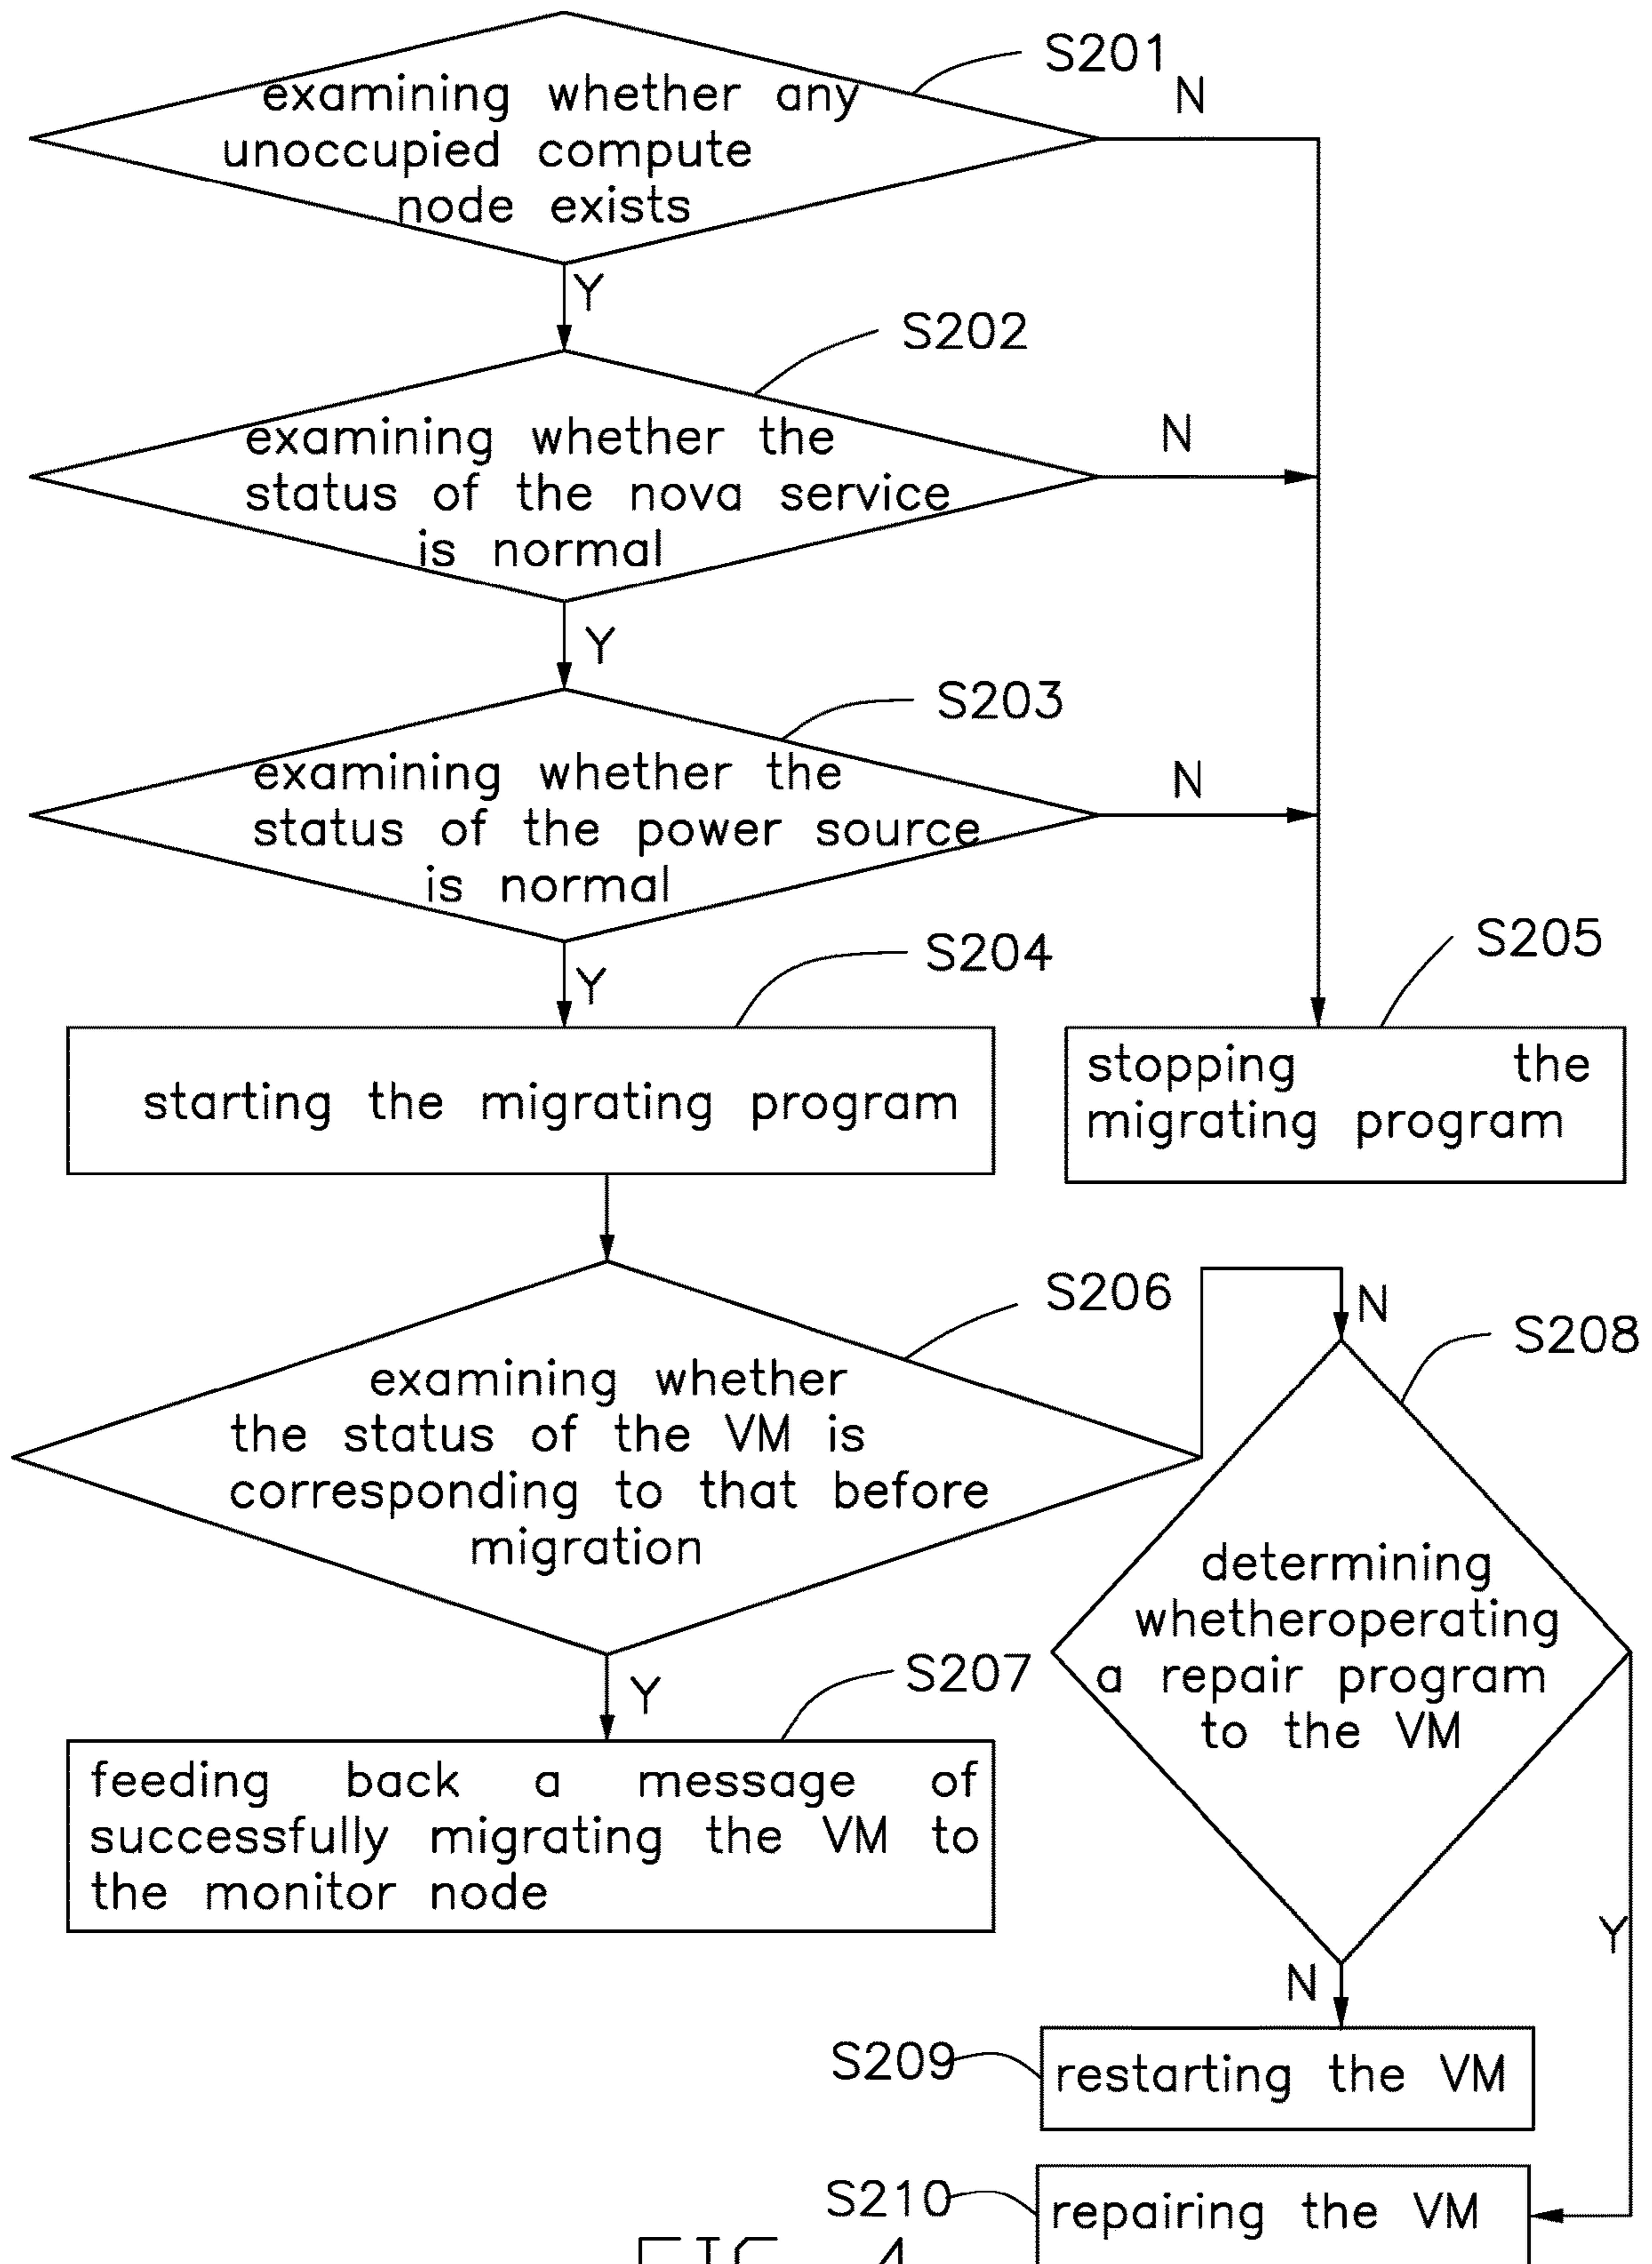 S201
N
examining whether any
unoccupied compute
node exists
Y
S202
examining whether the
status of the nova service
is normal
N
Y
S203
examining whether the
status of the power source
is normal
N
Y
S204
S205
starting the migrating program
stopping the
migrating program
S206
N
S208
examining whether
the status of the VM is
corresponding to that before
migration
determining
whetheroperating
a repair program
to the VM
Y
S207
feeding back a message of
successfully migrating the VM to
the monitor node
Y
N
S209
restarting the VM
S210
repairing the VM
FIG. 4